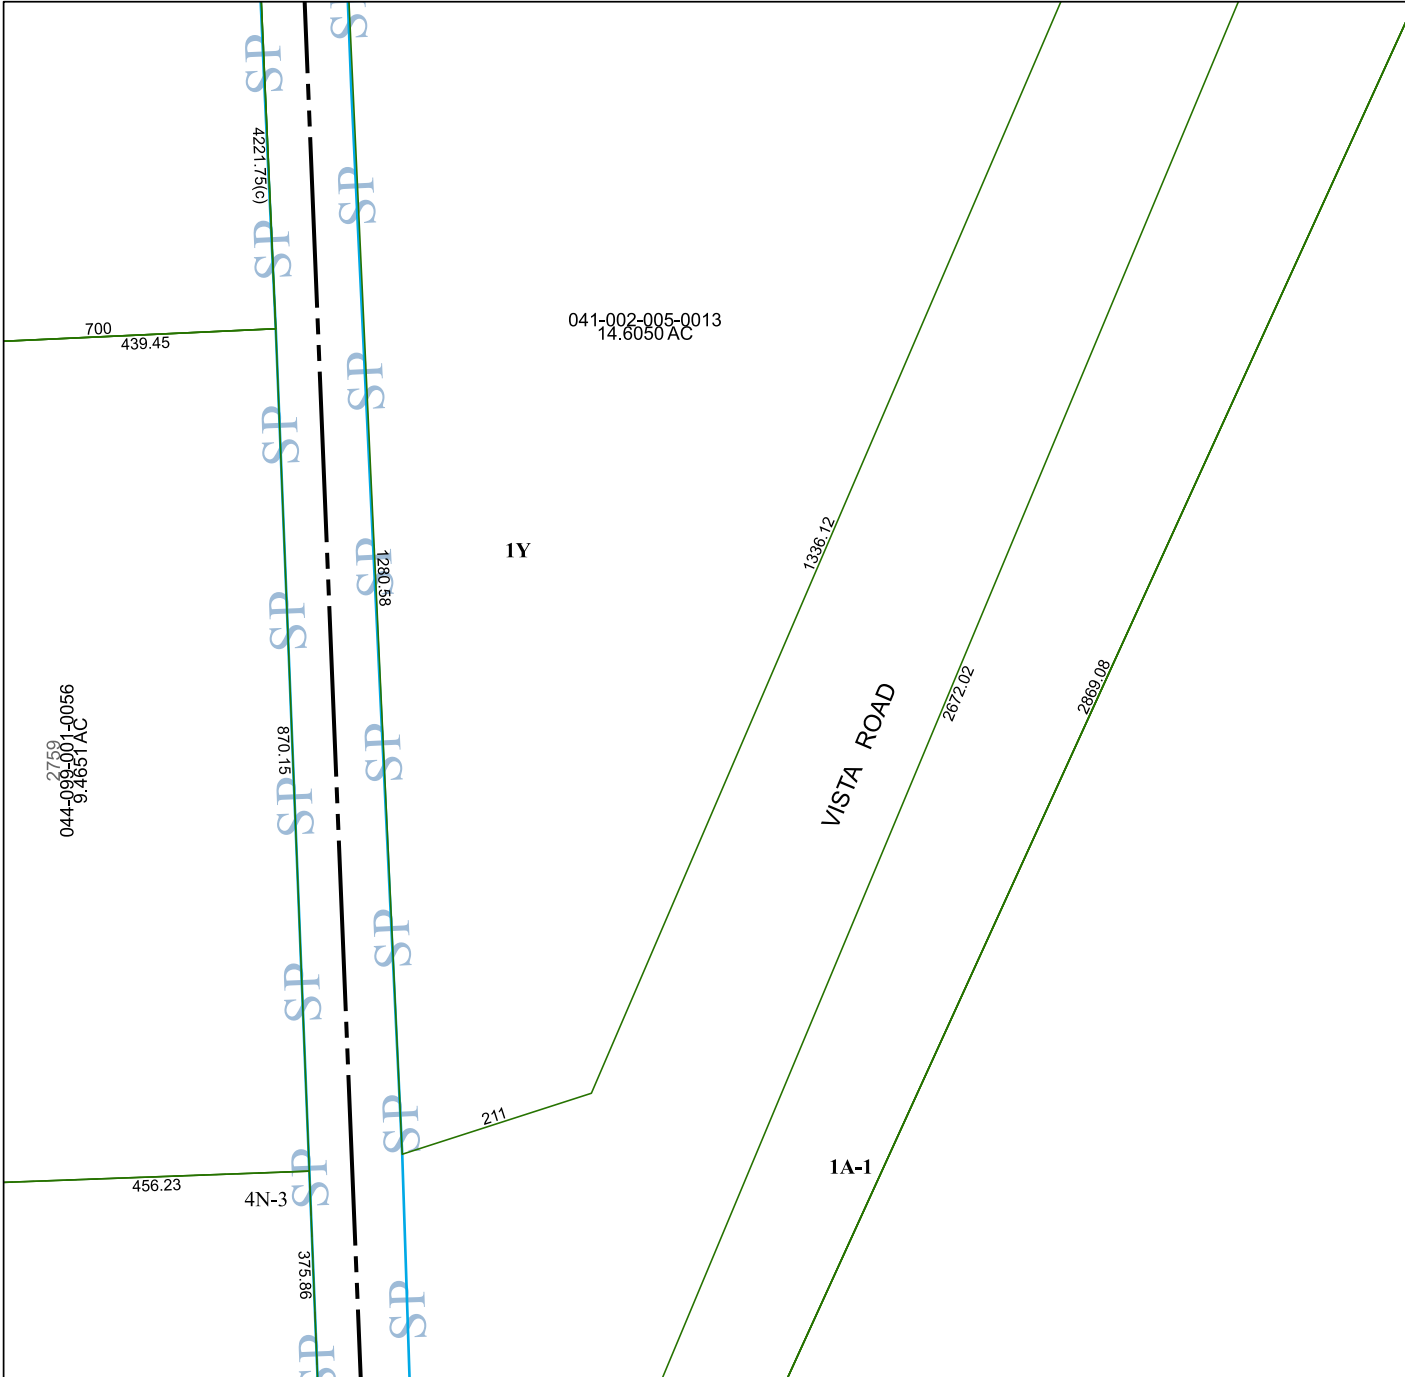 SP
SP
4221.75(c)
SP
SP
700
439.45
041-002-005-0013
14.6050 AC
SP
SP
1Y
1336.12
SP
1280.58
SP
2672.02
2869.08
VISTA ROAD
2759
044-099-001-0056
9.4651 AC
870.15
SP
SP
SP
SP
211
SP
1A-1
456.23
4N-3
SP
375.86
SP
SP